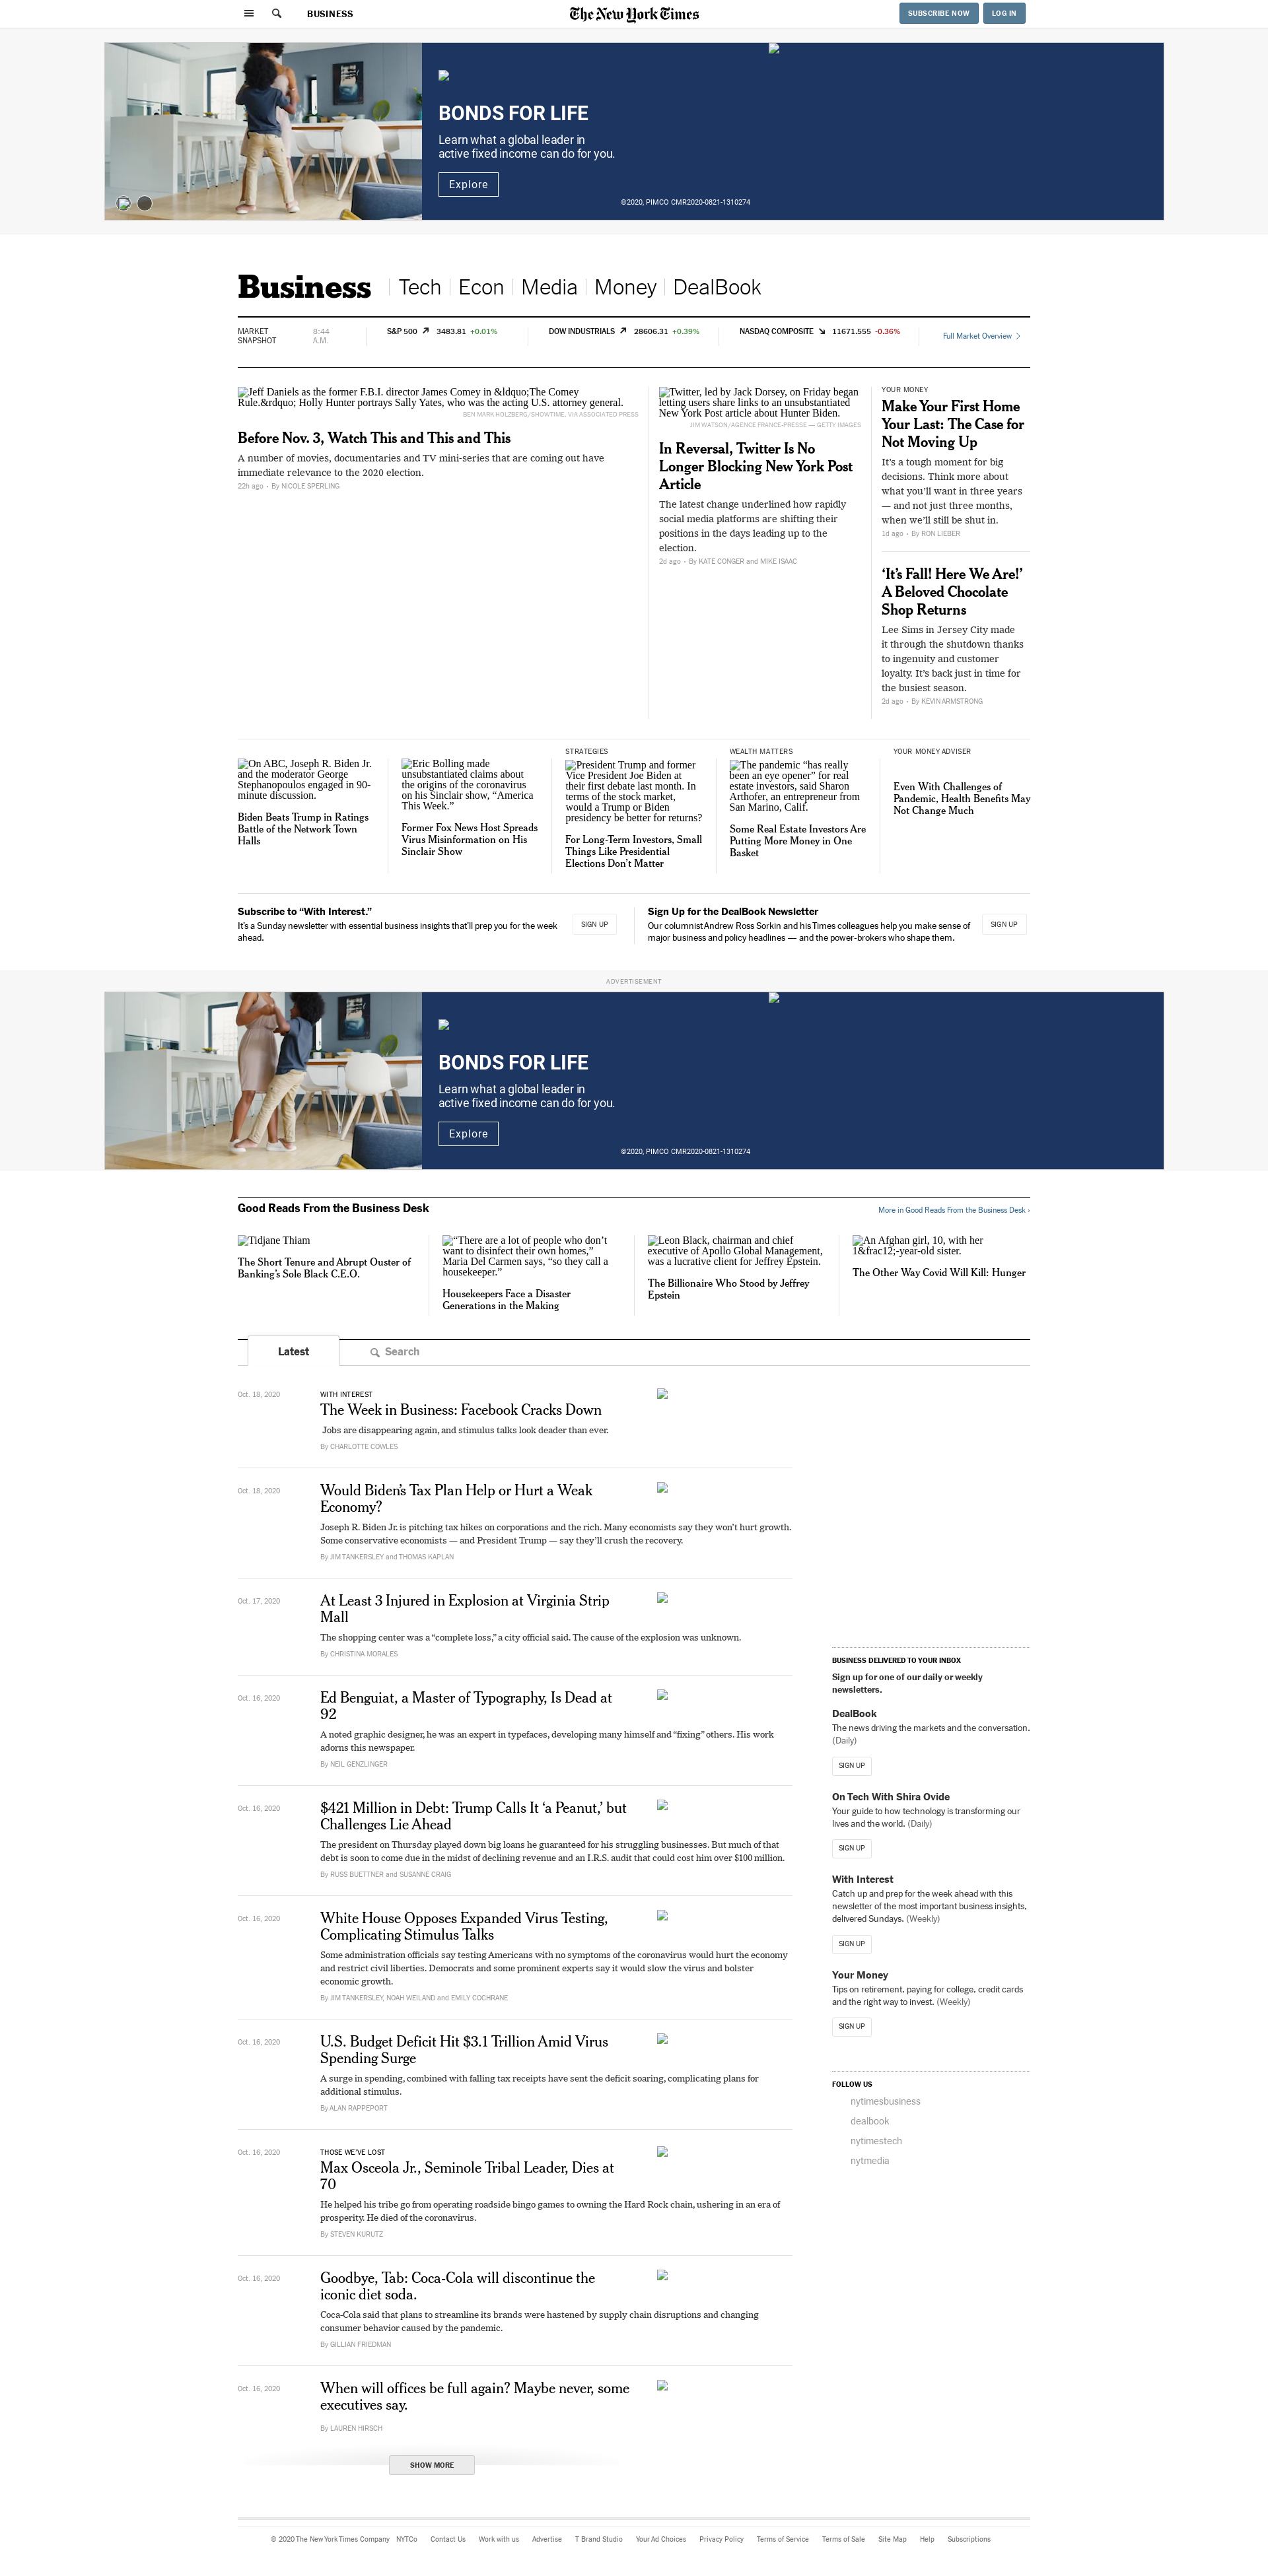 BUSINESS
The New York Times
SUBSCRIBE NOW
LOG IN
BONDS FOR LIFE
Learn what a global leader in
active fixed income can do for you.
Explore
©2020, PIMCO CMR2020-0821-1310274
Business
Tech
Econ
Media
Money
DealBook
MARKET
SNAPSHOT
8:44
A.M.
S&P 500 3483.81 +0.01%
DOW INDUSTRIALS 28606.31 +0.39%
NASDAQ COMPOSITE 11671.555 -0.36%
Full Market Overview
Jeff Daniels as the former F.B.I. director James Comey in &ldquo;The Comey
Rule.&rdquo; Holly Hunter portrays Sally Yates, who was the acting U.S. attorney general.
BEN MARK HOLZBERG/SHOWTIME, VIA ASSOCIATED PRESS
Before Nov. 3, Watch This and This and This
A number of movies, documentaries and TV mini-series that are coming out have
immediate relevance to the 2020 election.
22h ago • By NICOLE SPERLING
Twitter, led by Jack Dorsey, on Friday began
letting users share links to an unsubstantiated
New York Post article about Hunter Biden.
JIM WATSON/AGENCE FRANCE-PRESSE — GETTY IMAGES
In Reversal, Twitter Is No
Longer Blocking New York Post
Article
The latest change underlined how rapidly
social media platforms are shifting their
positions in the days leading up to the
election.
2d ago • By KATE CONGER and MIKE ISAAC
YOUR MONEY
Make Your First Home
Your Last: The Case for
Not Moving Up
It’s a tough moment for big
decisions. Think more about
what you’ll want in three years
— and not just three months,
when we’ll still be shut in.
1d ago • By RON LIEBER
‘It’s Fall! Here We Are!’
A Beloved Chocolate
Shop Returns
Lee Sims in Jersey City made
it through the shutdown thanks
to ingenuity and customer
loyalty. It’s back just in time for
the busiest season.
2d ago • By KEVIN ARMSTRONG
On ABC, Joseph R. Biden Jr.
and the moderator George
Stephanopoulos engaged in 90-
minute discussion.
Biden Beats Trump in Ratings
Battle of the Network Town
Halls
Eric Bolling made
unsubstantiated claims about
the origins of the coronavirus
on his Sinclair show, “America
This Week.”
Former Fox News Host Spreads
Virus Misinformation on His
Sinclair Show
STRATEGIES
President Trump and former
Vice President Joe Biden at
their first debate last month. In
terms of the stock market,
would a Trump or Biden
presidency be better for returns?
For Long-Term Investors, Small
Things Like Presidential
Elections Don’t Matter
WEALTH MATTERS
The pandemic “has really
been an eye opener” for real
estate investors, said Sharon
Arthofer, an entrepreneur from
San Marino, Calif.
Some Real Estate Investors Are
Putting More Money in One
Basket
YOUR MONEY ADVISER
Even With Challenges of
Pandemic, Health Benefits May
Not Change Much
Subscribe to “With Interest.”
It’s a Sunday newsletter with essential business insights that’ll prep you for the week
ahead.
SIGN UP
Sign Up for the DealBook Newsletter
Our columnist Andrew Ross Sorkin and his Times colleagues help you make sense of
major business and policy headlines — and the power-brokers who shape them.
SIGN UP
ADVERTISEMENT
BONDS FOR LIFE
Learn what a global leader in
active fixed income can do for you.
Explore
©2020, PIMCO CMR2020-0821-1310274
Good Reads From the Business Desk
More in Good Reads From the Business Desk ›
Tidjane Thiam
The Short Tenure and Abrupt Ouster of
Banking’s Sole Black C.E.O.
“There are a lot of people who don’t
want to disinfect their own homes,”
Maria Del Carmen says, “so they call a
housekeeper.”
Housekeepers Face a Disaster
Generations in the Making
Leon Black, chairman and chief
executive of Apollo Global Management,
was a lucrative client for Jeffrey Epstein.
The Billionaire Who Stood by Jeffrey
Epstein
An Afghan girl, 10, with her
1&frac12;-year-old sister.
The Other Way Covid Will Kill: Hunger
Latest
Search
Oct. 18, 2020
WITH INTEREST
The Week in Business: Facebook Cracks Down
Jobs are disappearing again, and stimulus talks look deader than ever.
By CHARLOTTE COWLES
Oct. 18, 2020
Would Biden’s Tax Plan Help or Hurt a Weak
Economy?
Joseph R. Biden Jr. is pitching tax hikes on corporations and the rich. Many economists say they won’t hurt growth.
Some conservative economists — and President Trump — say they’ll crush the recovery.
By JIM TANKERSLEY and THOMAS KAPLAN
Oct. 17, 2020
At Least 3 Injured in Explosion at Virginia Strip
Mall
The shopping center was a “complete loss,” a city official said. The cause of the explosion was unknown.
By CHRISTINA MORALES
Oct. 16, 2020
Ed Benguiat, a Master of Typography, Is Dead at
92
A noted graphic designer, he was an expert in typefaces, developing many himself and “fixing” others. His work
adorns this newspaper.
By NEIL GENZLINGER
Oct. 16, 2020
$421 Million in Debt: Trump Calls It ‘a Peanut,’ but
Challenges Lie Ahead
The president on Thursday played down big loans he guaranteed for his struggling businesses. But much of that
debt is soon to come due in the midst of declining revenue and an I.R.S. audit that could cost him over $100 million.
By RUSS BUETTNER and SUSANNE CRAIG
Oct. 16, 2020
White House Opposes Expanded Virus Testing,
Complicating Stimulus Talks
Some administration officials say testing Americans with no symptoms of the coronavirus would hurt the economy
and restrict civil liberties. Democrats and some prominent experts say it would slow the virus and bolster
economic growth.
By JIM TANKERSLEY, NOAH WEILAND and EMILY COCHRANE
Oct. 16, 2020
U.S. Budget Deficit Hit $3.1 Trillion Amid Virus
Spending Surge
A surge in spending, combined with falling tax receipts have sent the deficit soaring, complicating plans for
additional stimulus.
By ALAN RAPPEPORT
Oct. 16, 2020
THOSE WE’VE LOST
Max Osceola Jr., Seminole Tribal Leader, Dies at
70
He helped his tribe go from operating roadside bingo games to owning the Hard Rock chain, ushering in an era of
prosperity. He died of the coronavirus.
By STEVEN KURUTZ
Oct. 16, 2020
Goodbye, Tab: Coca-Cola will discontinue the
iconic diet soda.
Coca-Cola said that plans to streamline its brands were hastened by supply chain disruptions and changing
consumer behavior caused by the pandemic.
By GILLIAN FRIEDMAN
Oct. 16, 2020
When will offices be full again? Maybe never, some
executives say.
By LAUREN HIRSCH
SHOW MORE
BUSINESS DELIVERED TO YOUR INBOX
Sign up for one of our daily or weekly
newsletters.
DealBook
The news driving the markets and the conversation.
(Daily)
SIGN UP
On Tech With Shira Ovide
Your guide to how technology is transforming our
lives and the world. (Daily)
SIGN UP
With Interest
Catch up and prep for the week ahead with this
newsletter of the most important business insights,
delivered Sundays. (Weekly)
SIGN UP
Your Money
Tips on retirement, paying for college, credit cards
and the right way to invest. (Weekly)
SIGN UP
FOLLOW US
nytimesbusiness
dealbook
nytimestech
nytmedia
© 2020 The New York Times Company NYTCo Contact Us Work with us Advertise T Brand Studio Your Ad Choices Privacy Policy Terms of Service Terms of Sale Site Map Help Subscriptions